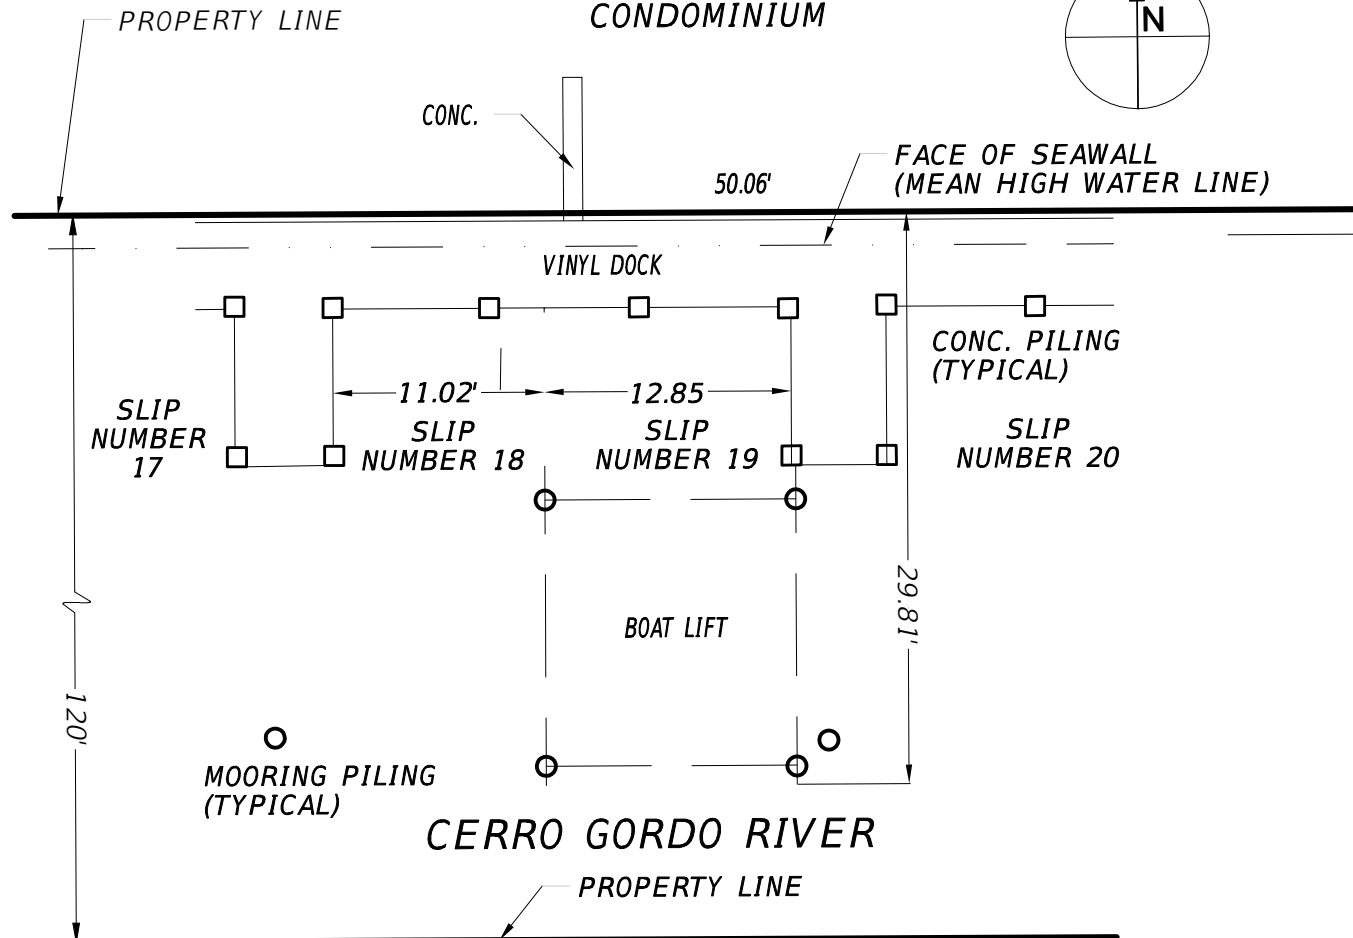 PROPERTY LINE
CONDOMINIUM
N
CONC.
50.06'
FACE OF SEAWALL
(MEAN HIGH WATER LINE)
VINYL DOCK
CONC. PILING
(TYPICAL)
11.02'
12.85
SLIP
NUMBER
17
SLIP
NUMBER 18
SLIP
NUMBER 19
SLIP
NUMBER 20
29.81'
BOAT LIFT
120'
MOORING PILING
(TYPICAL)
CERRO GORDO RIVER
PROPERTY LINE